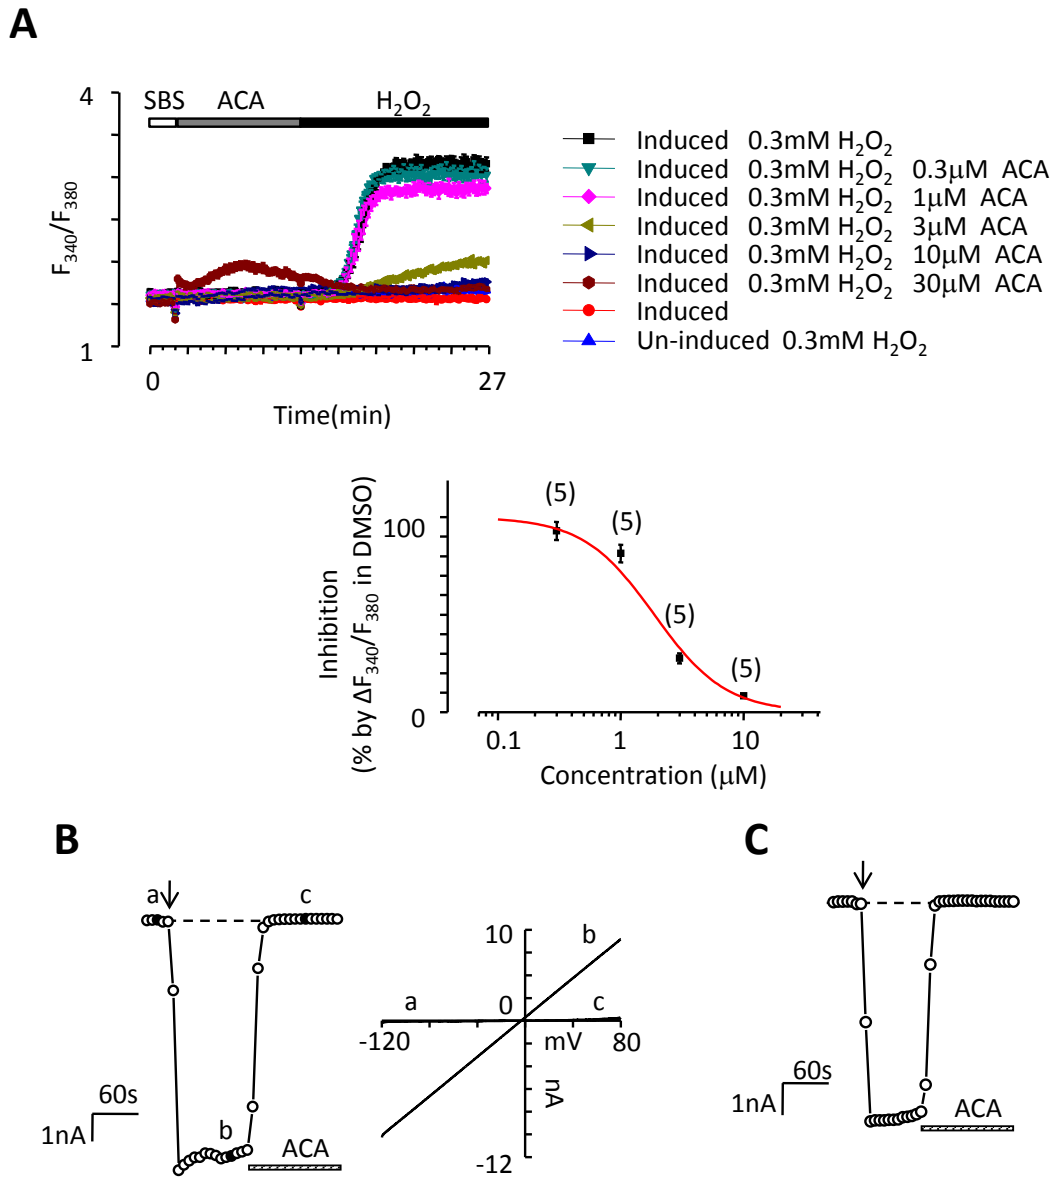 A
4
SBS ACA H₂O₂
F₃₄₀/F₃₈₀
1
0 27
Time(min)
Induced 0.3mM H₂O₂
Induced 0.3mM H₂O₂ 0.3µM ACA
Induced 0.3mM H₂O₂ 1µM ACA
Induced 0.3mM H₂O₂ 3µM ACA
Induced 0.3mM H₂O₂ 10µM ACA
Induced 0.3mM H₂O₂ 30µM ACA
Induced
Un-induced 0.3mM H₂O₂
Inhibition
(% by ΔF₃₄₀/F₃₈₀ in DMSO)
100
0
(5)
(5)
(5)
(5)
0.1 1 10
Concentration (µM)
B
a
c
b
60s
1nA
ACA
10
b
a
0
c
-120
mV
80
nA
-12
C
60s
1nA
ACA